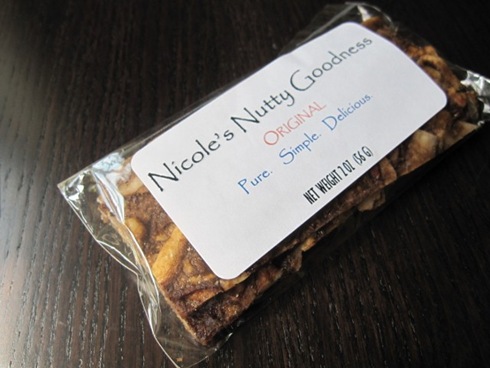 Nicole's Nutty Goodness
ORIGINAL
Pure. Simple. Delicious.
NET WEIGHT 2 OZ (56 G)